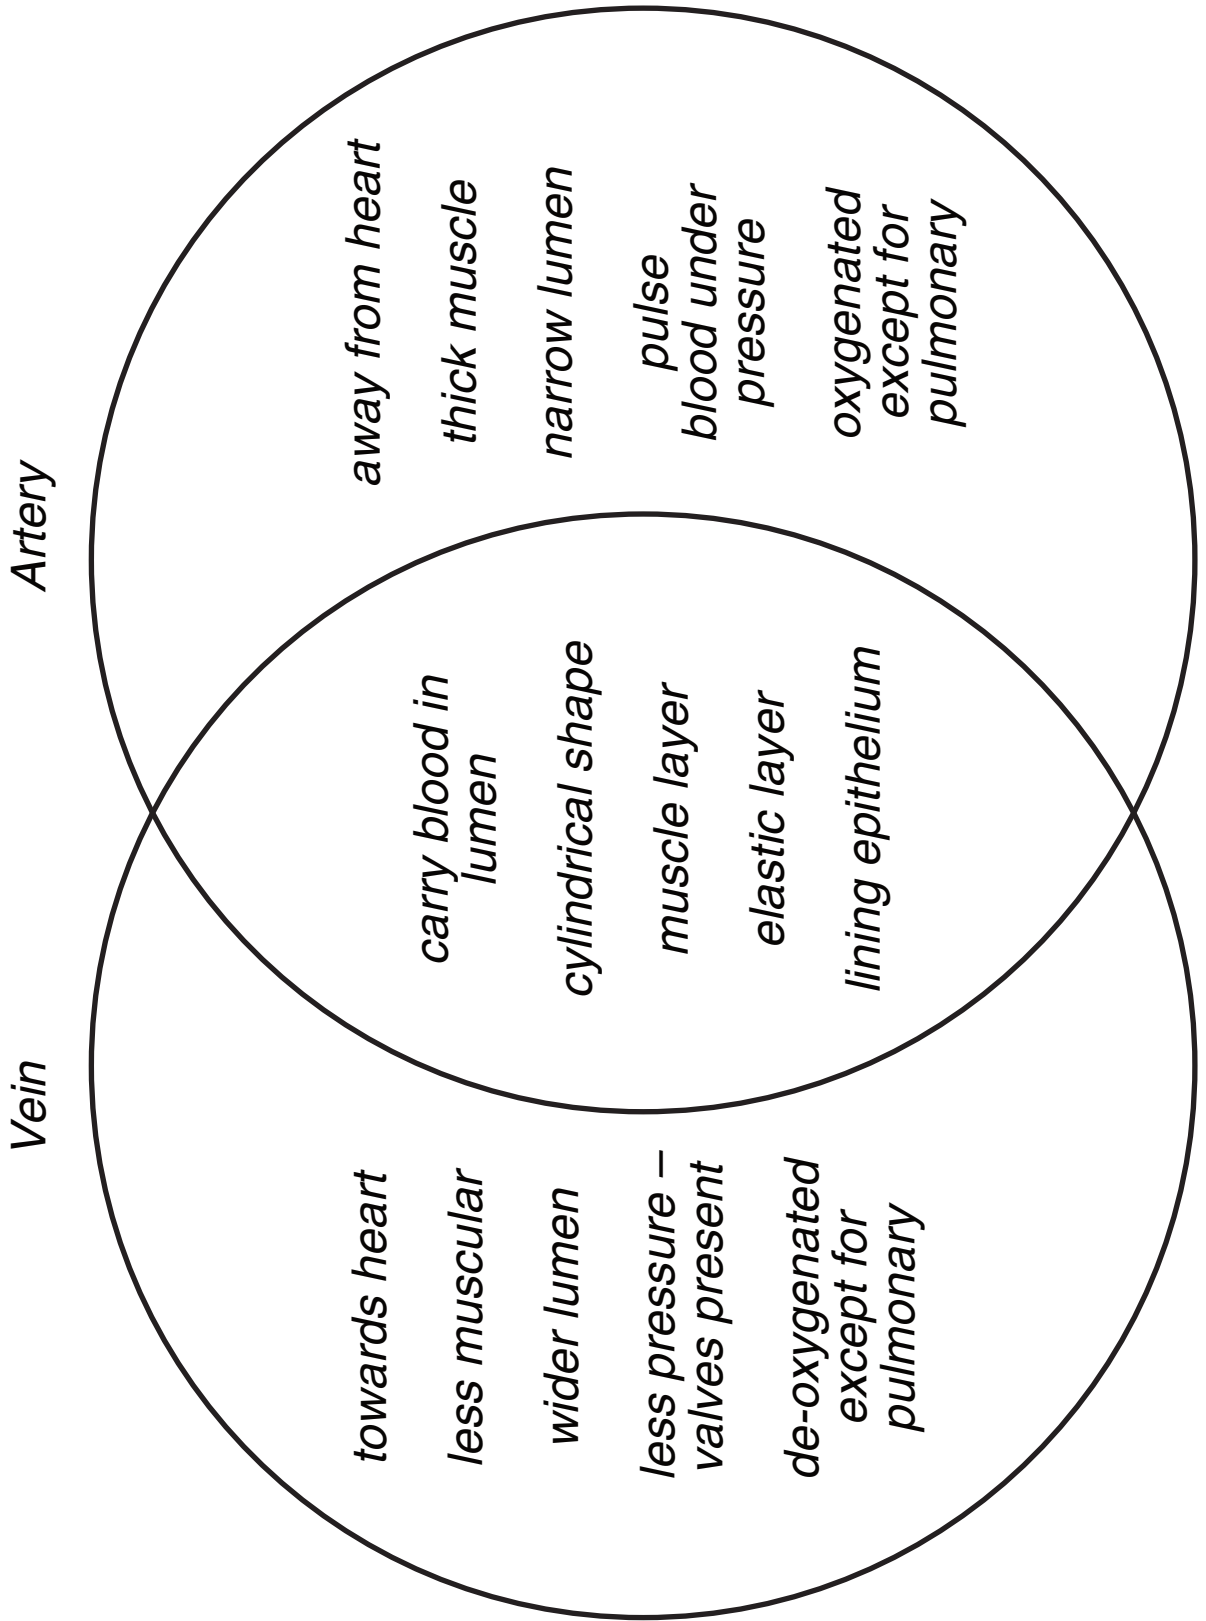 Vein
Artery
towards heart
less muscular
wider lumen
less pressure –
valves present
de-oxygenated
except for
pulmonary
carry blood in
lumen
cylindrical shape
muscle layer
elastic layer
lining epithelium
away from heart
thick muscle
narrow lumen
pulse
blood under
pressure
oxygenated
except for
pulmonary